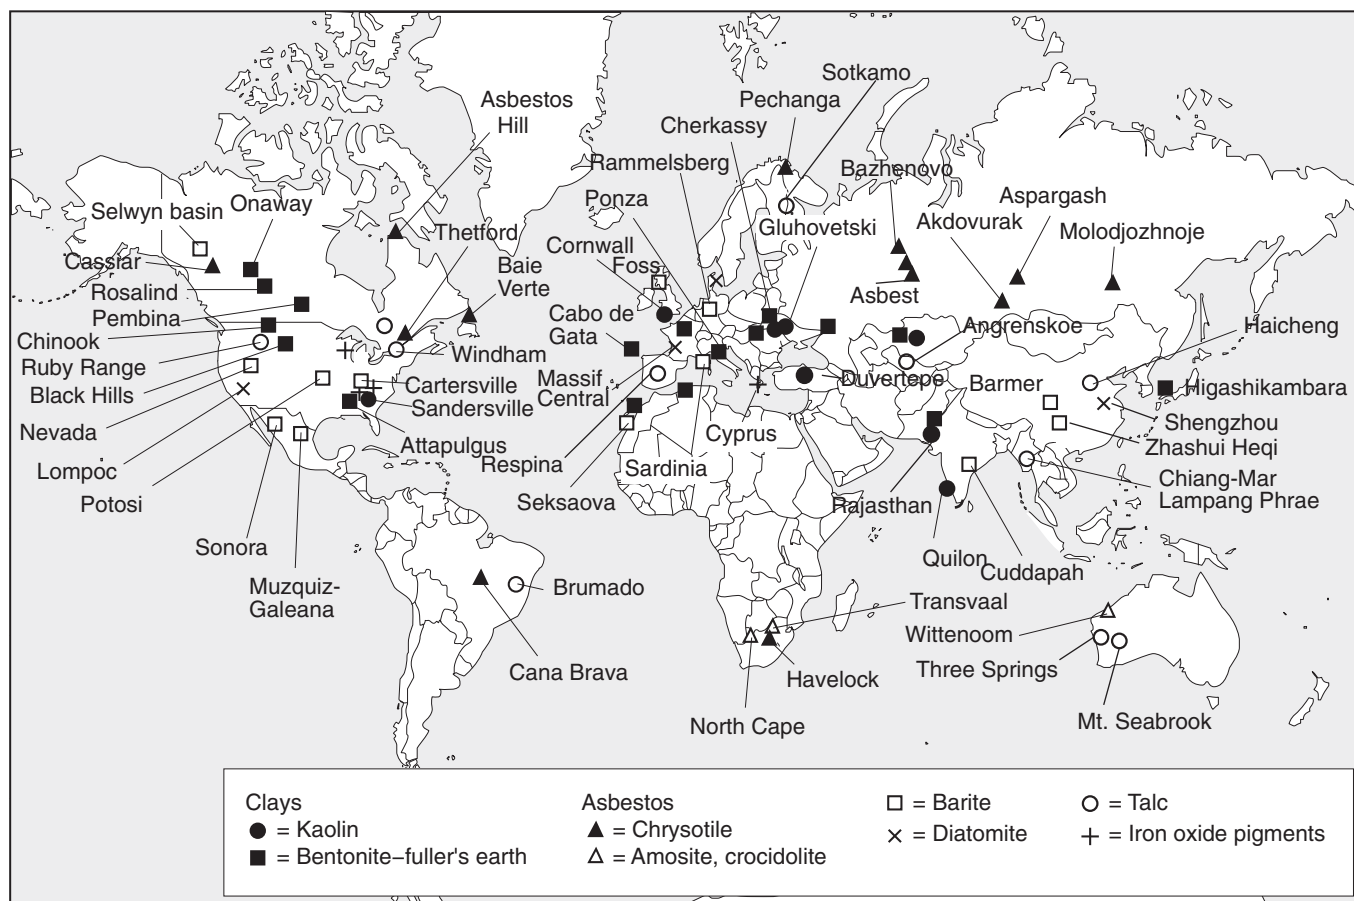 Sotkamo
Pechanga
Asbestos
Hill
Cherkassy
Rammelsberg
Bazhenovo
Ponza
Aspargash
Selwyn basin
Onaway
Akdovurak
Gluhovetski
Molodjozhnoje
Thetford
Cornwall
Foss
Cassiar
Baie
Verte
Rosalind
Pembina
Asbest
Cabo de
Gata
Angrenskoe
Haicheng
Chinook
Ruby Range
Windham
Black Hills
Massif
Central
Duvertepe
Barmer
Higashikambara
Cartersville
Sandersville
Nevada
Cyprus
Shengzhou
Zhashui Heqi
Attapulgus
Lompoc
Respina
Sardinia
Chiang-Mar
Lampang Phrae
Potosi
Seksaova
Rajasthan
Sonora
Quilon
Cuddapah
Muzquiz-
Galeana
Brumado
Transvaal
Wittenoom
Cana Brava
Havelock
Three Springs
North Cape
Mt. Seabrook
Clays
= Kaolin
= Bentonite–fuller's earth
Asbestos
= Chrysotile
= Amosite, crocidolite
= Barite
= Diatomite
= Talc
= Iron oxide pigments